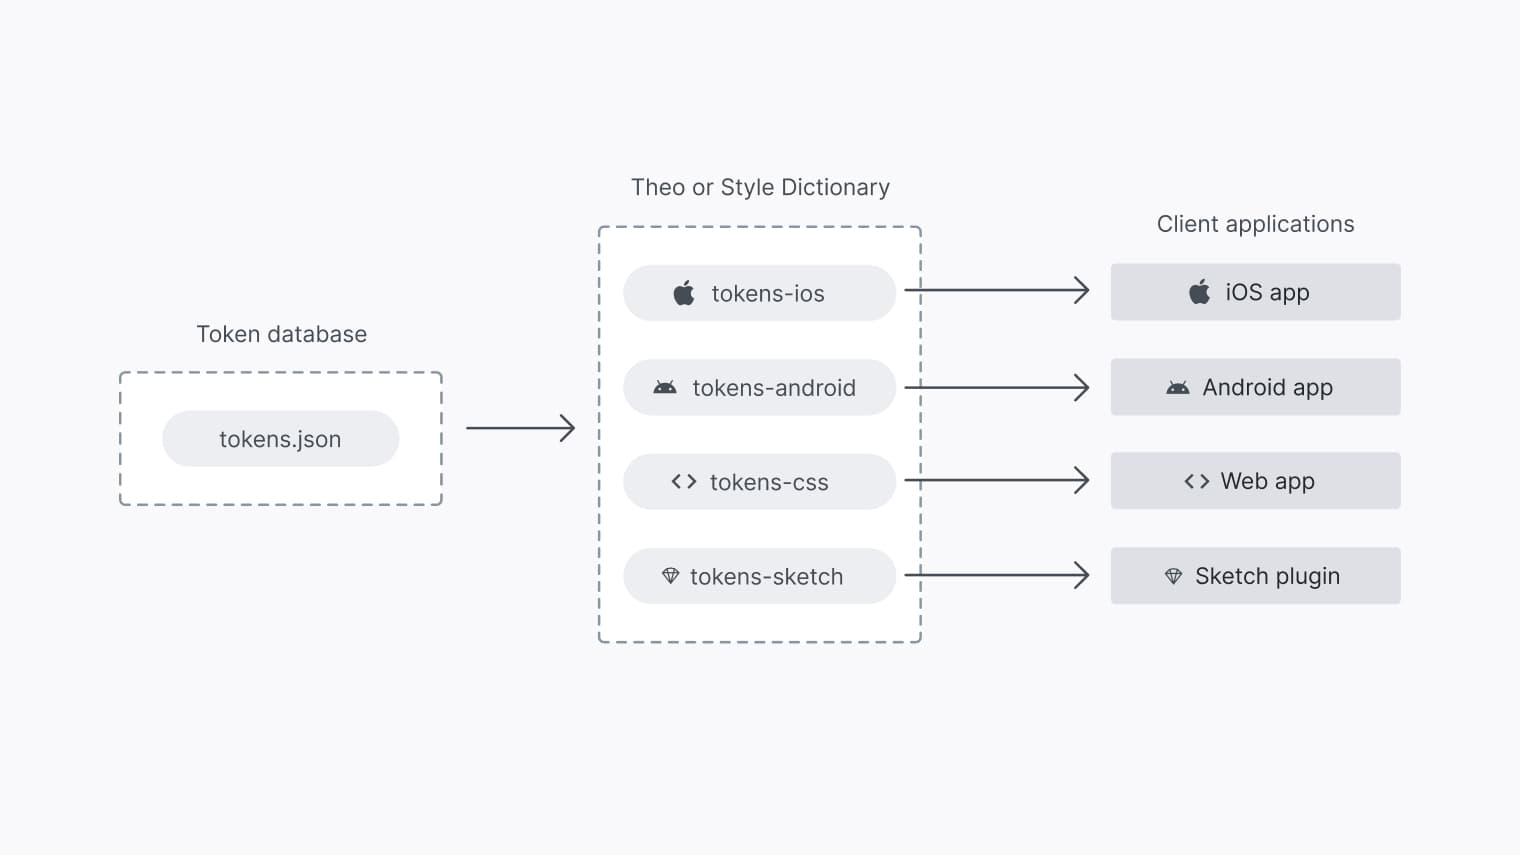 Token database
tokens.json
Theo or Style Dictionary
tokens-ios
tokens-android
tokens-css
tokens-sketch
Client applications
iOS app
Android app
Web app
Sketch plugin